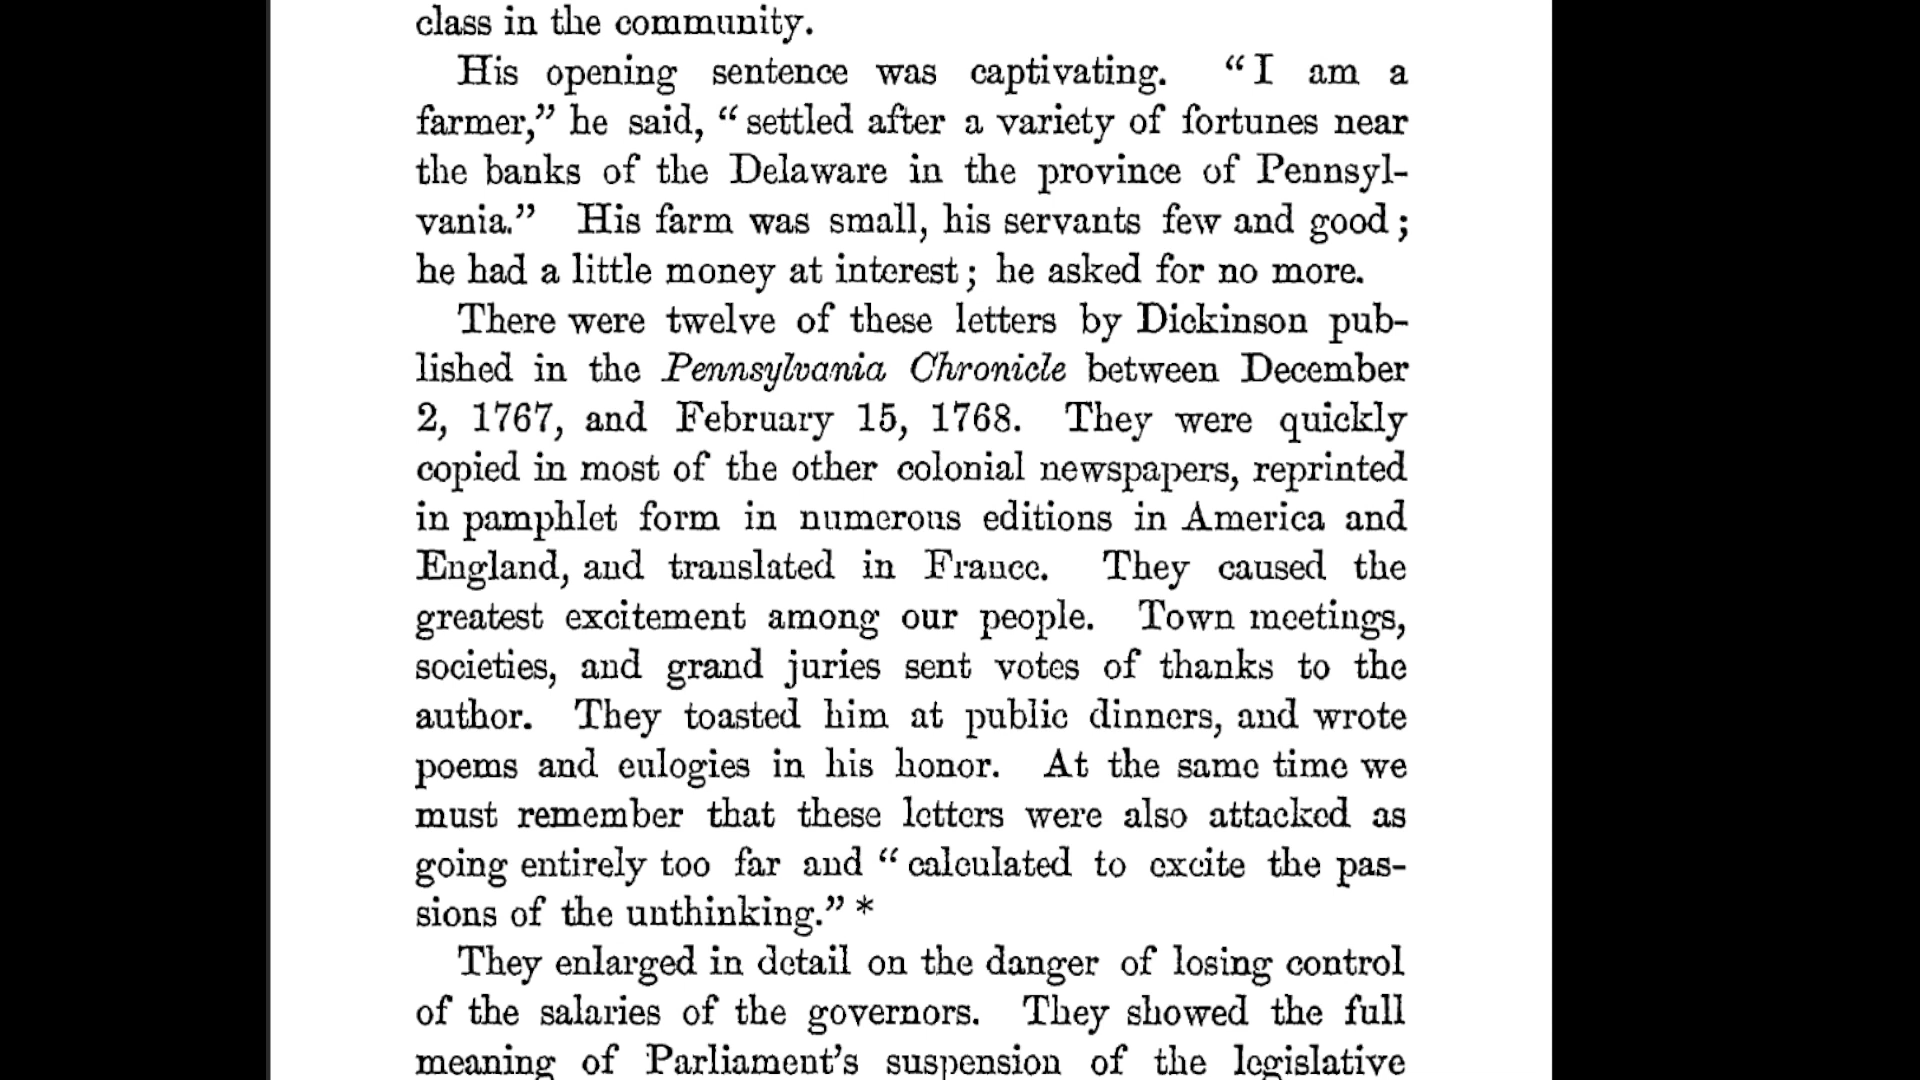 class in the community.
His opening sentence was captivating. “I am a
farmer,” he said, “settled after a variety of fortunes near
the banks of the Delaware in the province of Pennsyl-
vania.” His farm was small, his servants few and good;
he had a little money at interest; he asked for no more.
There were twelve of these letters by Dickinson pub-
lished in the Pennsylvania Chronicle between December
2, 1767, and February 15, 1768. They were quickly
copied in most of the other colonial newspapers, reprinted
in pamphlet form in numerous editions in America and
England, and translated in France. They caused the
greatest excitement among our people. Town meetings,
societies, and grand juries sent votes of thanks to the
author. They toasted him at public dinners, and wrote
poems and eulogies in his honor. At the same time we
must remember that these letters were also attacked as
going entirely too far and “calculated to excite the pas-
sions of the unthinking.” *
They enlarged in detail on the danger of losing control
of the salaries of the governors. They showed the full
meaning of Parliament’s suspension of the legislative